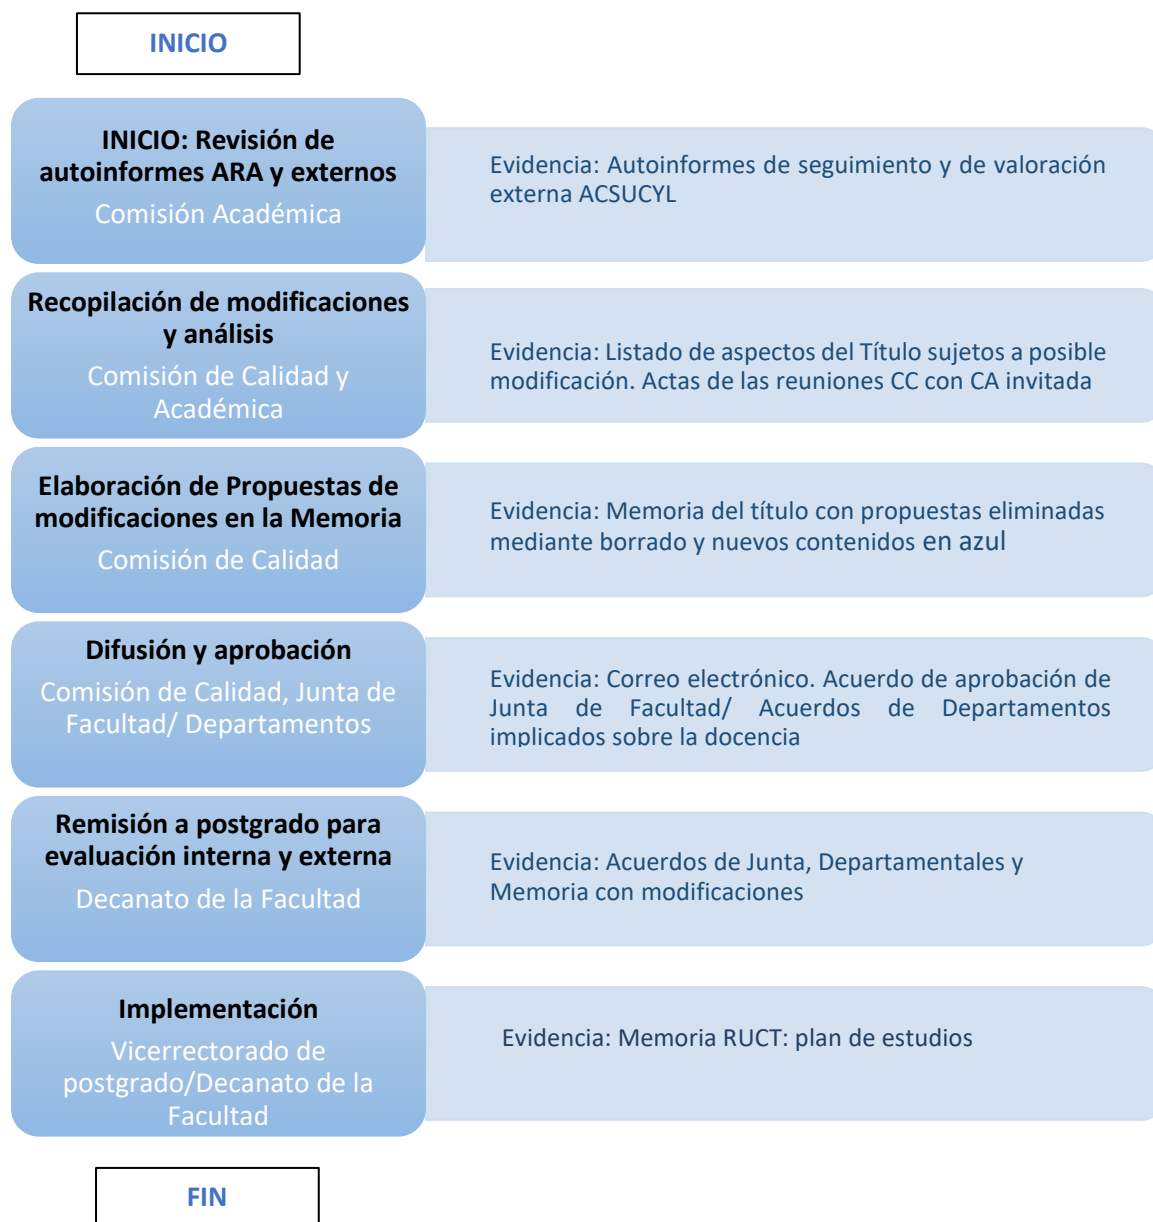 INICIO
INICIO: Revisión de
autoinformes ARA y externos
Comisión Académica
Evidencia: Autoinformes de seguimiento y de valoración
externa ACSUCYL
Recopilación de modificaciones
y análisis
Comisión de Calidad y
Académica
Evidencia: Listado de aspectos del Título sujetos a posible
modificación. Actas de las reuniones CC con CA invitada
Elaboración de Propuestas de
modificaciones en la Memoria
Comisión de Calidad
Evidencia: Memoria del título con propuestas eliminadas
mediante borrado y nuevos contenidos en azul
Difusión y aprobación
Comisión de Calidad, Junta de
Facultad/ Departamentos
Evidencia: Correo electrónico. Acuerdo de aprobación de
Junta de Facultad/ Acuerdos de Departamentos
implicados sobre la docencia
Remisión a postgrado para
evaluación interna y externa
Decanato de la Facultad
Evidencia: Acuerdos de Junta, Departamentales y
Memoria con modificaciones
Implementación
Vicerrectorado de
postgrado/Decanato de la
Facultad
Evidencia: Memoria RUCT: plan de estudios
FIN